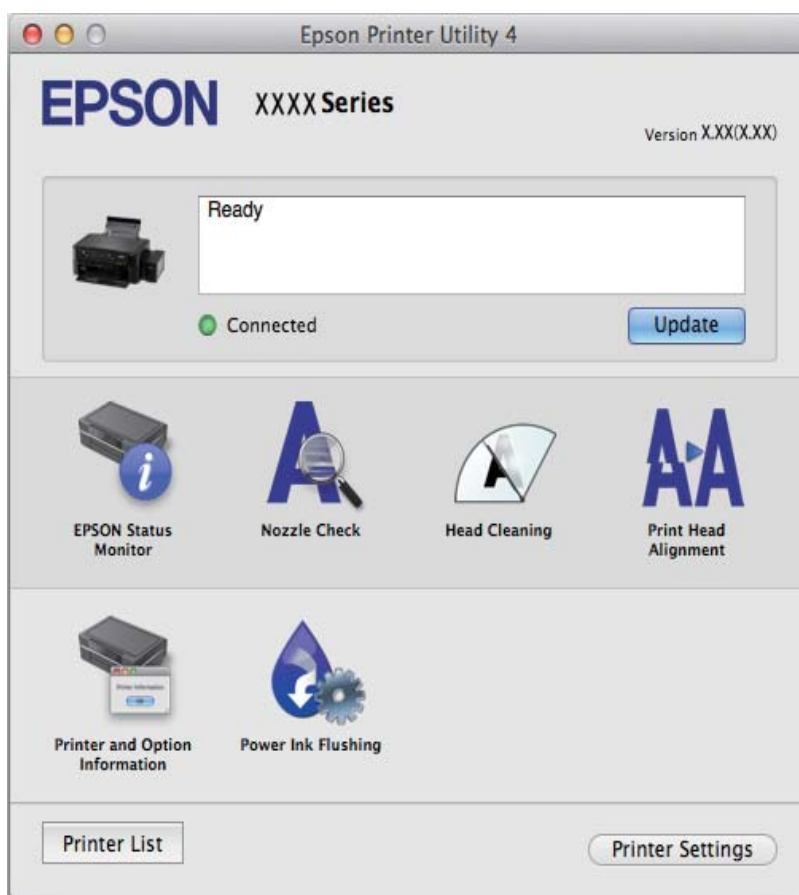 Epson Printer Utility 4
EPSON XXXX Series
Version X.XX(X.XX)
Ready
Connected
Update
EPSON Status
Monitor
Nozzle Check
Head Cleaning
Print Head
Alignment
Printer and Option
Information
Power Ink Flushing
Printer List
Printer Settings